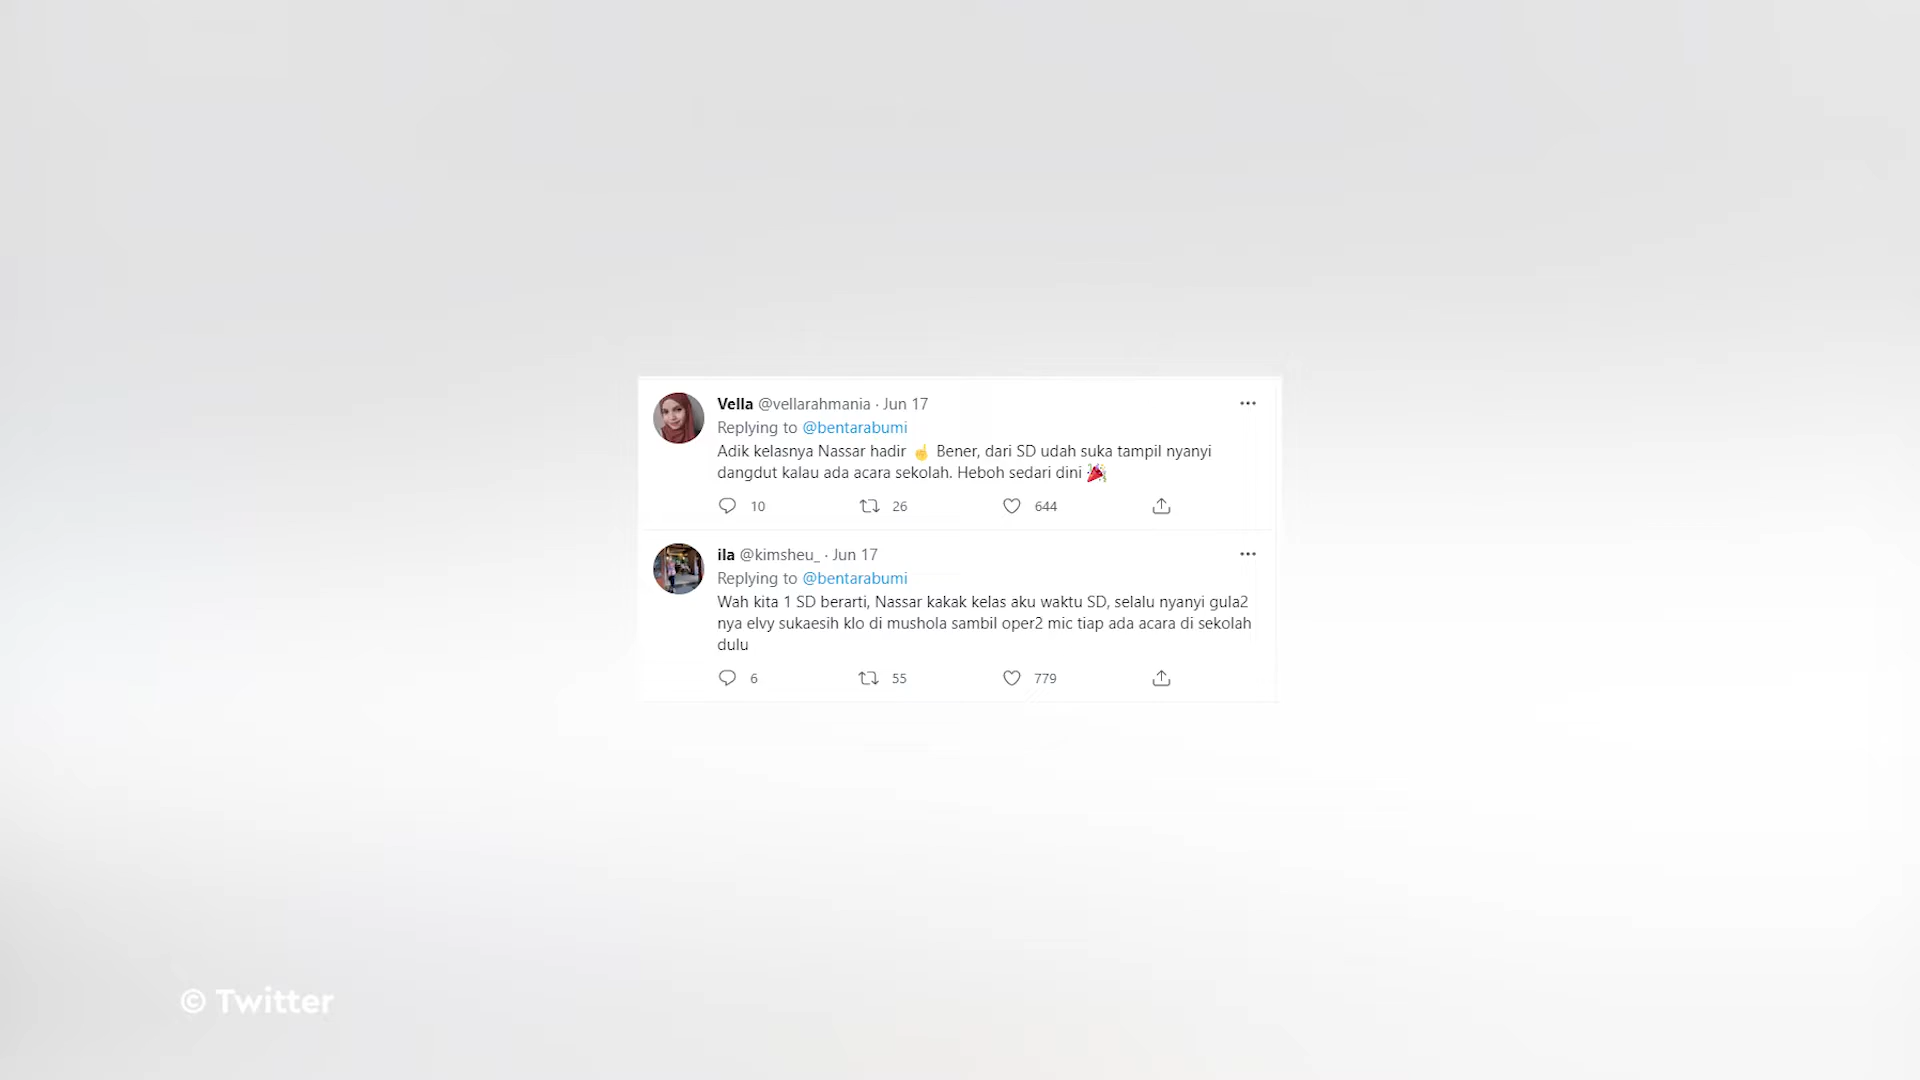 Vella @vellarahmania · Jun 17
Replying to @bentarabumi
Adik kelasnya Nassar hadir ☝ Bener, dari SD udah suka tampil nyanyi
dangdut kalau ada acara sekolah. Heboh sedari dini 🎉
10 26 644
ila @kimsheu_ · Jun 17
Replying to @bentarabumi
Wah kita 1 SD berarti, Nassar kakak kelas aku waktu SD, selalu nyanyi gula2
nya elvy sukaesih klo di mushola sambil oper2 mic tiap ada acara di sekolah
dulu
6 55 779
© Twitter